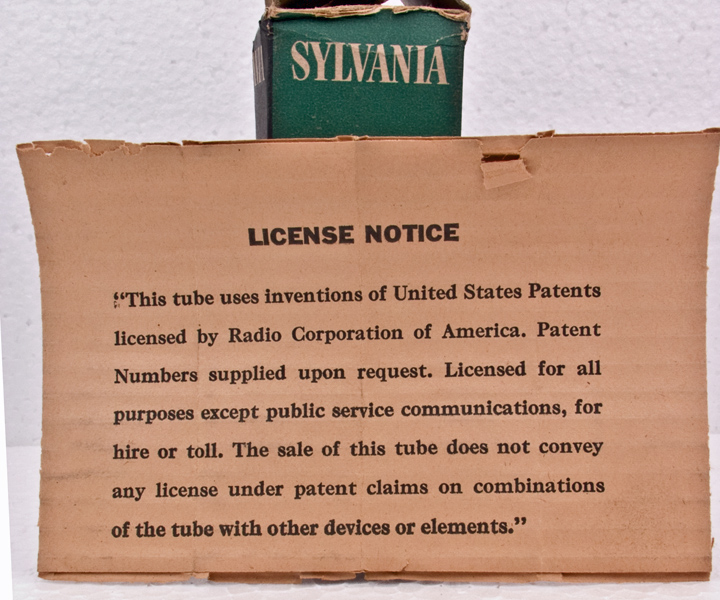 SYLVANIA
LICENSE NOTICE
“This tube uses inventions of United States Patents
licensed by Radio Corporation of America. Patent
Numbers supplied upon request. Licensed for all
purposes except public service communications, for
hire or toll. The sale of this tube does not convey
any license under patent claims on combinations
of the tube with other devices or elements.”